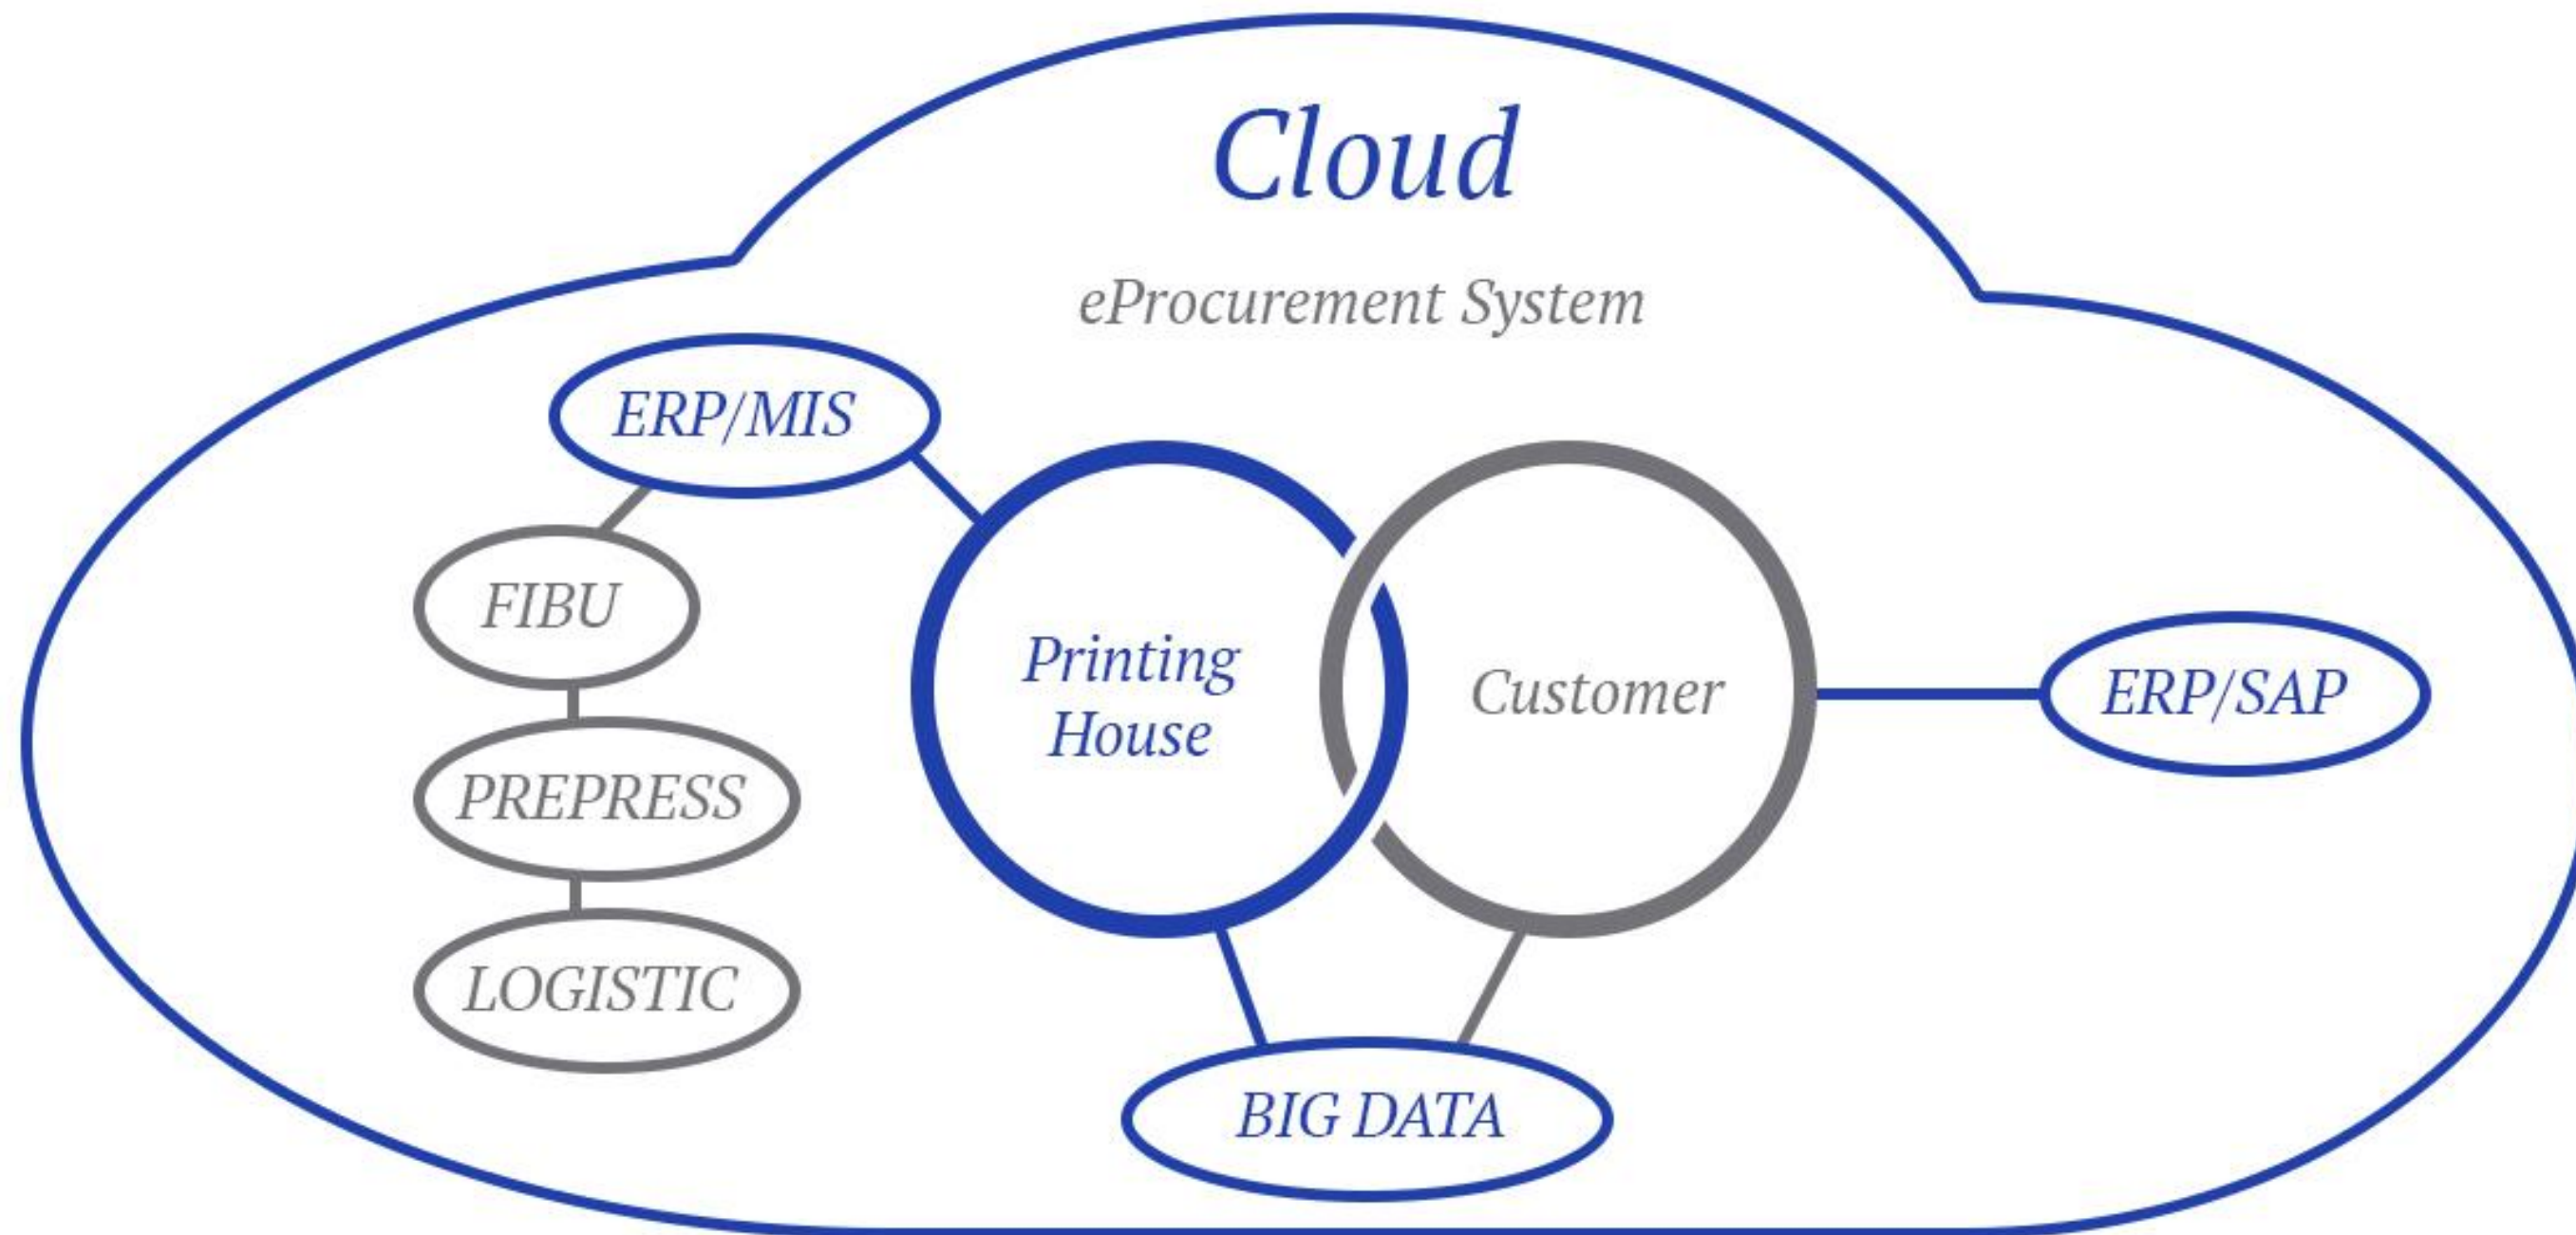 Cloud
eProcurement System
ERP/MIS
FIBU
PREPRESS
LOGISTIC
Printing
House
Customer
ERP/SAP
BIG DATA